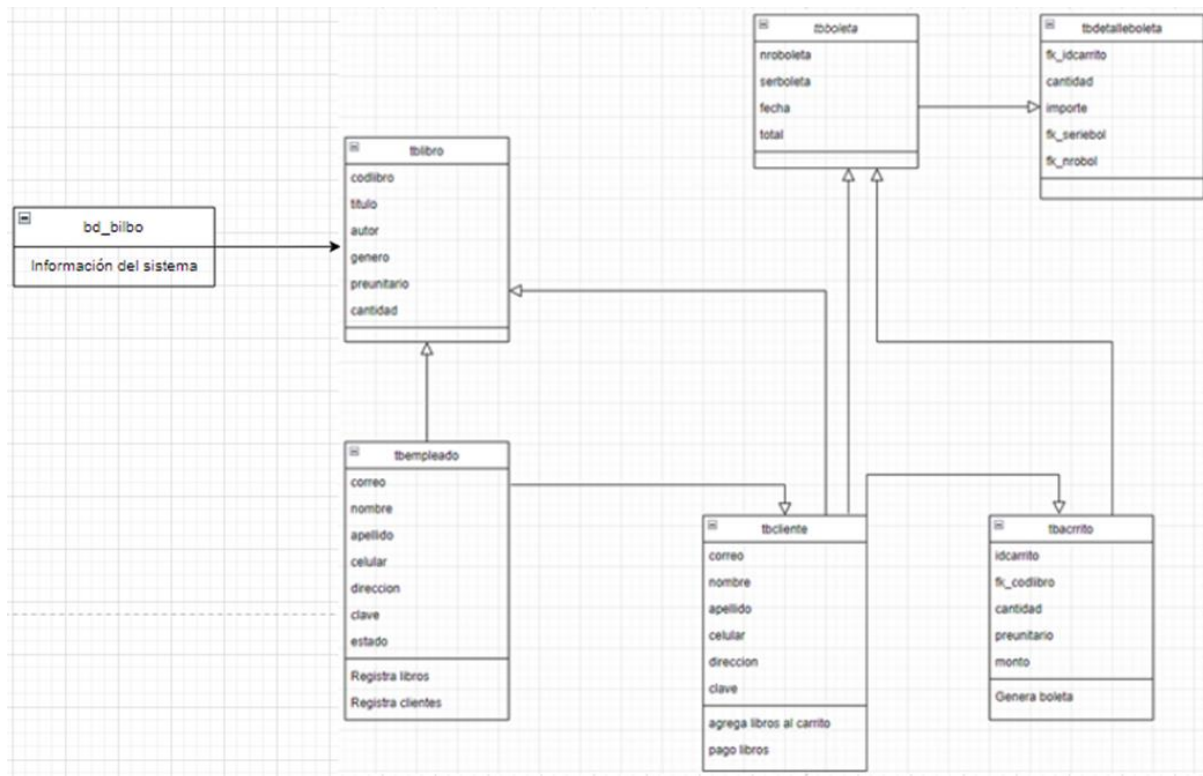 bd_bilbo
Información del sistema
tblibro
codlibro
titulo
autor
genero
preunitario
cantidad
tbempleado
correo
nombre
apellido
celular
direccion
clave
estado
Registra libros
Registra clientes
tbboleta
nroboleta
serboleta
fecha
total
tbdetalleboleta
fk_idcarrito
cantidad
importe
fk_seriebol
fk_nrobol
tbcliente
correo
nombre
apellido
celular
direccion
clave
agrega libros al carrito
pago libros
tbacrrito
idcarrito
fk_codlibro
cantidad
preunitario
monto
Genera boleta